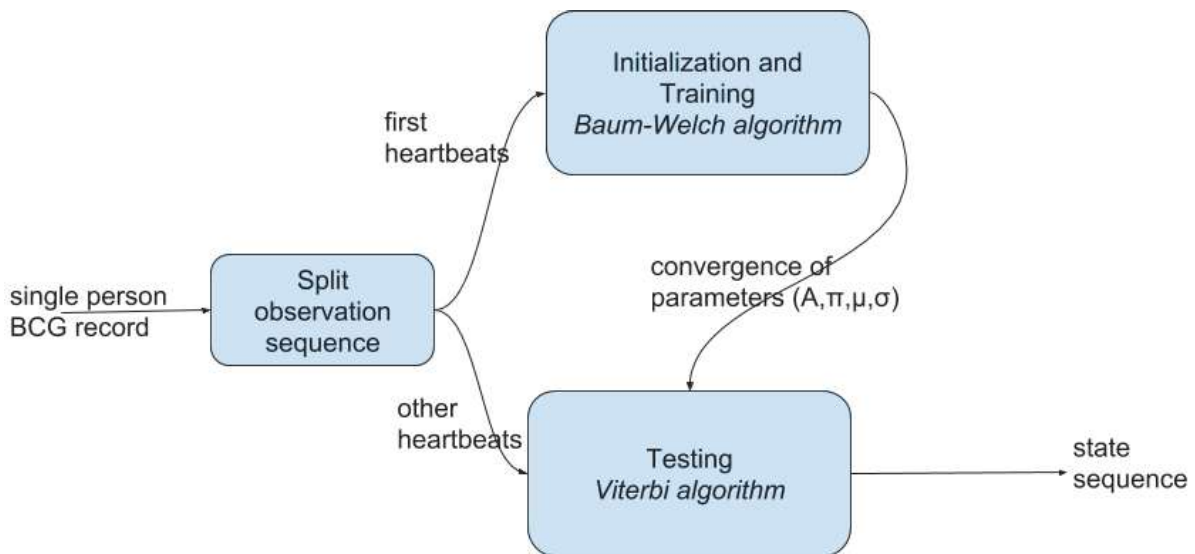 single person
BCG record
Split
observation
sequence
first
heartbeats
Initialization and
Training
Baum-Welch algorithm
convergence of
parameters (A,π,μ,σ)
other
heartbeats
Testing
Viterbi algorithm
state
sequence